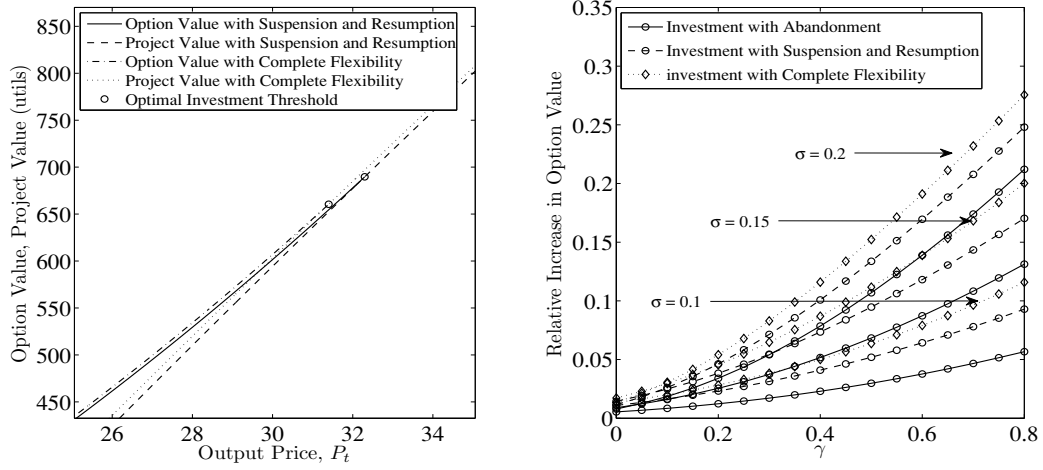 Option Value, Project Value (utils)
850
800
750
700
650
600
550
500
450
Option Value with Suspension and Resumption
Project Value with Suspension and Resumption
Option Value with Complete Flexibility
Project Value with Complete Flexibility
Optimal Investment Threshold
26
28
30
32
34
Output Price, P_t
Relative Increase in Option Value
0.35
0.3
0.25
0.2
0.15
0.1
0.05
0
Investment with Abandonment
Investment with Suspension and Resumption
investment with Complete Flexibility
σ = 0.2
σ = 0.15
σ = 0.1
0
0.2
0.4
0.6
0.8
γ